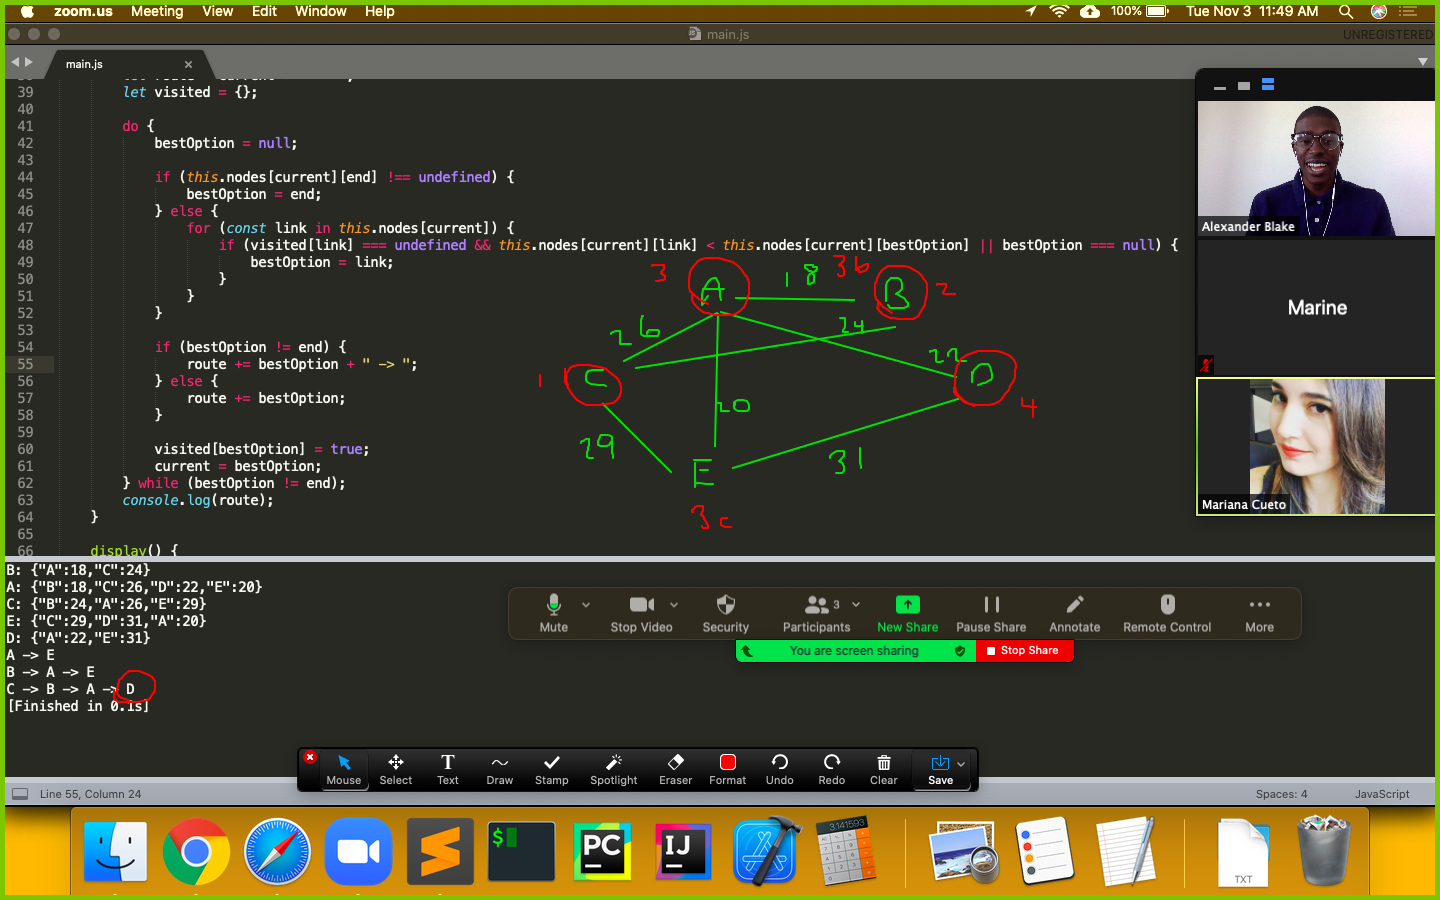 zoom.us Meeting View Edit Window Help 100% Tue Nov 3 11:49 AM
main.js UNREGISTERED
main.js
39 let visited = {};
40
41 do {
42 bestOption = null;
43
44 if (this.nodes[current][end] !== undefined) {
45 bestOption = end;
46 } else {
47 for (const link in this.nodes[current]) {
48 if (visited[link] === undefined && this.nodes[current][link] < this.nodes[current][bestOption] || bestOption === null) {
49 bestOption = link;
50 }
51 }
52 }
53
54 if (bestOption != end) {
55 route += bestOption + " -> ";
56 } else {
57 route += bestOption;
58 }
59
60 visited[bestOption] = true;
61 current = bestOption;
62 } while (bestOption != end);
63 console.log(route);
64 }
65
66 display() {
3 A 18 36 B 2
26 24 22
1 C D 4
20
29 31
E
3c
Alexander Blake
Marine
Mariana Cueto
B: {"A":18,"C":24}
A: {"B":18,"C":26,"D":22,"E":20}
C: {"B":24,"A":26,"E":29}
E: {"C":29,"D":31,"A":20}
D: {"A":22,"E":31}
A -> E
B -> A -> E
C -> B -> A -> D
[Finished in 0.1s]
3
Mute Stop Video Security Participants New Share Pause Share Annotate Remote Control More
You are screen sharing Stop Share
Mouse Select Text Draw Stamp Spotlight Eraser Format Undo Redo Clear Save
Line 55, Column 24 Spaces: 4 JavaScript
$ PC IJ 3.141593 TXT